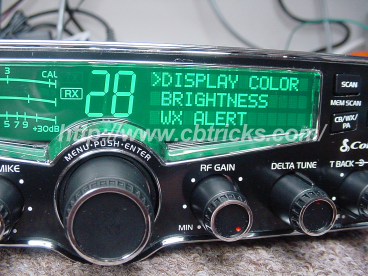 3 CAL
RX
28
>DISPLAY COLOR
BRIGHTNESS
WX ALERT
5 7 9 +30dB
SCAN
MEM SCAN
CB/WX/
PA
http://www.cbtricks.com/
MIKE
MENU·PUSH·ENTER
RF GAIN
DELTA TUNE
T BACK
MIN